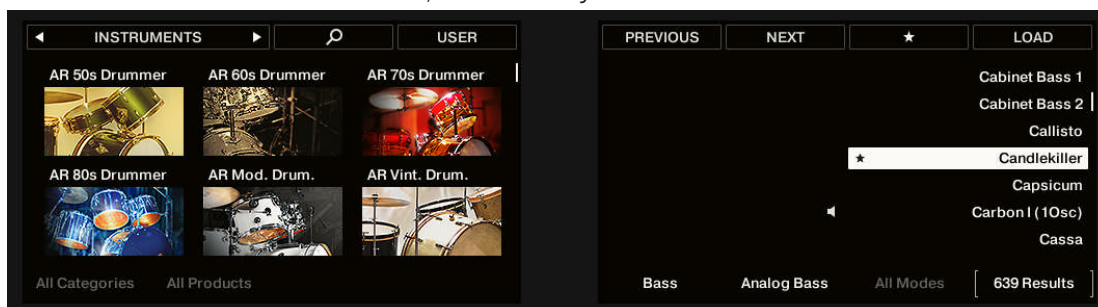 INSTRUMENTS USER
AR 50s Drummer AR 60s Drummer AR 70s Drummer
AR 80s Drummer AR Mod. Drum. AR Vint. Drum.
All Categories All Products
PREVIOUS NEXT ★ LOAD
Cabinet Bass 1
Cabinet Bass 2
Callisto
★ Candlekiller
Capsicum
Carbon I (1Osc)
Cassa
Bass Analog Bass All Modes 639 Results